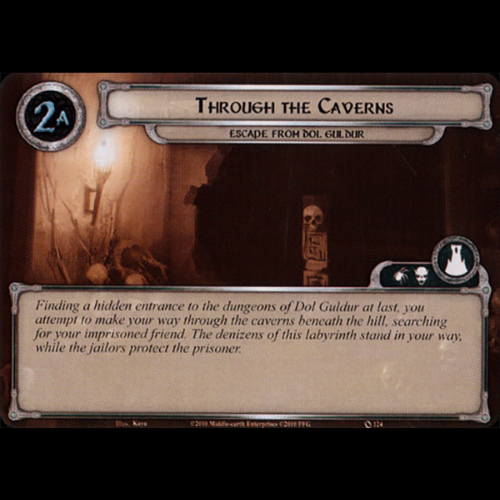 2A
THROUGH THE CAVERNS
ESCAPE FROM DOL GULDUR
Finding a hidden entrance to the dungeons of Dol Guldur at last, you
attempt to make your way through the caverns beneath the hill, searching
for your imprisoned friend. The denizens of this labyrinth stand in your way,
while the jailors protect the prisoner.
Illus. Kaya ©2010 Middle-earth Enterprises ©2010 FFG 124